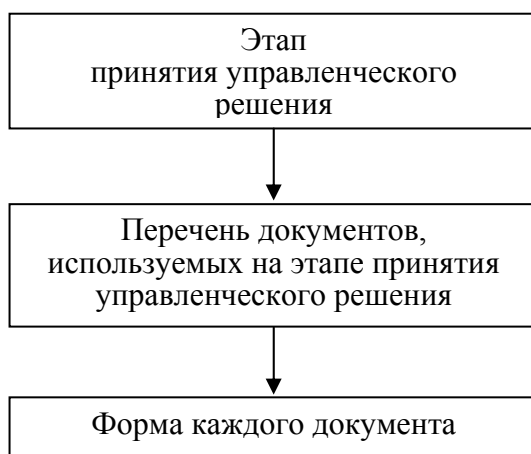 Этап
принятия управленческого
решения
Перечень документов,
используемых на этапе принятия
управленческого решения
Форма каждого документа